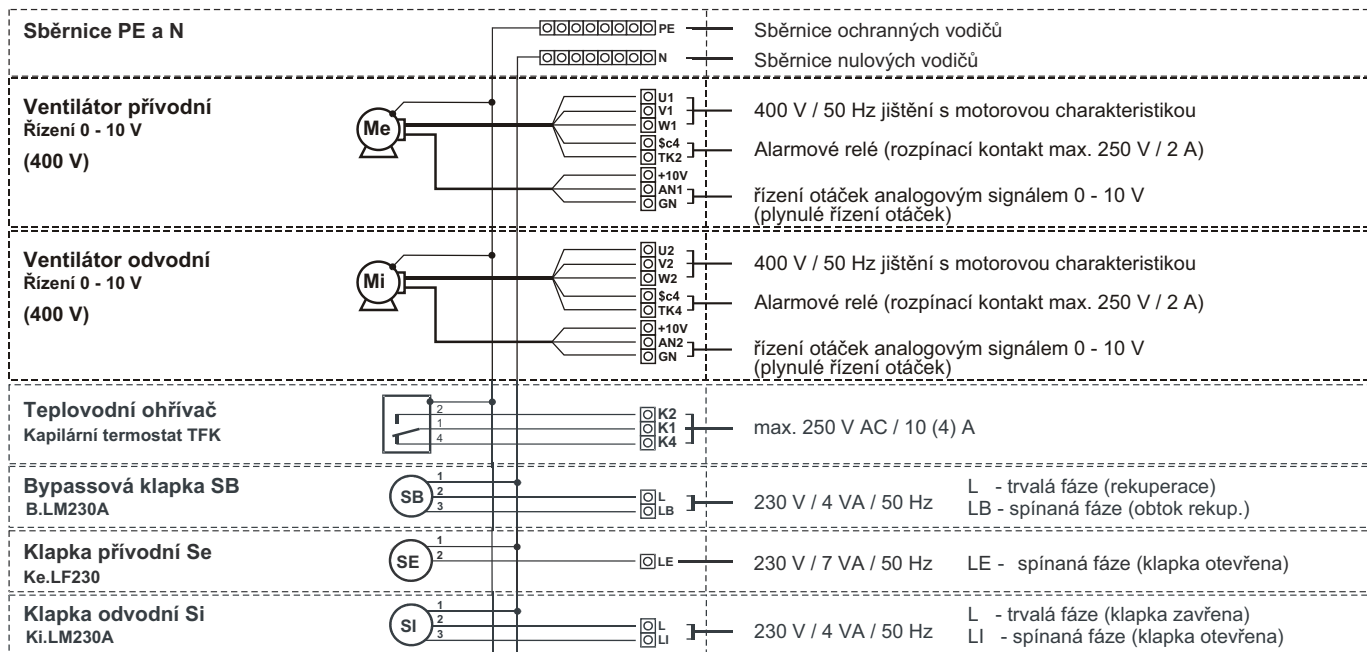 Sběrnice PE a N
PE
Sběrnice ochranných vodičů
N
Sběrnice nulových vodičů
Ventilátor přívodní
Řízení 0 - 10 V
(400 V)
Me
U1
V1
W1
400 V / 50 Hz jištění s motorovou charakteristikou
$c4
TK2
Alarmové relé (rozpínací kontakt max. 250 V / 2 A)
+10V
AN1
GN
řízení otáček analogovým signálem 0 - 10 V
(plynulé řízení otáček)
Ventilátor odvodní
Řízení 0 - 10 V
(400 V)
Mi
U2
V2
W2
400 V / 50 Hz jištění s motorovou charakteristikou
$c4
TK4
Alarmové relé (rozpínací kontakt max. 250 V / 2 A)
+10V
AN2
GN
řízení otáček analogovým signálem 0 - 10 V
(plynulé řízení otáček)
Teplovodní ohřívač
Kapilární termostat TFK
2
1
4
K2
K1
K4
max. 250 V AC / 10 (4) A
Bypassová klapka SB
B.LM230A
SB
1
2
3
L
LB
230 V / 4 VA / 50 Hz
L - trvalá fáze (rekuperace)
LB - spínaná fáze (obtok rekup.)
Klapka přívodní Se
Ke.LF230
SE
1
2
LE
230 V / 7 VA / 50 Hz
LE - spínaná fáze (klapka otevřena)
Klapka odvodní Si
Ki.LM230A
SI
1
2
3
L
LI
230 V / 4 VA / 50 Hz
L - trvalá fáze (klapka zavřena)
LI - spínaná fáze (klapka otevřena)